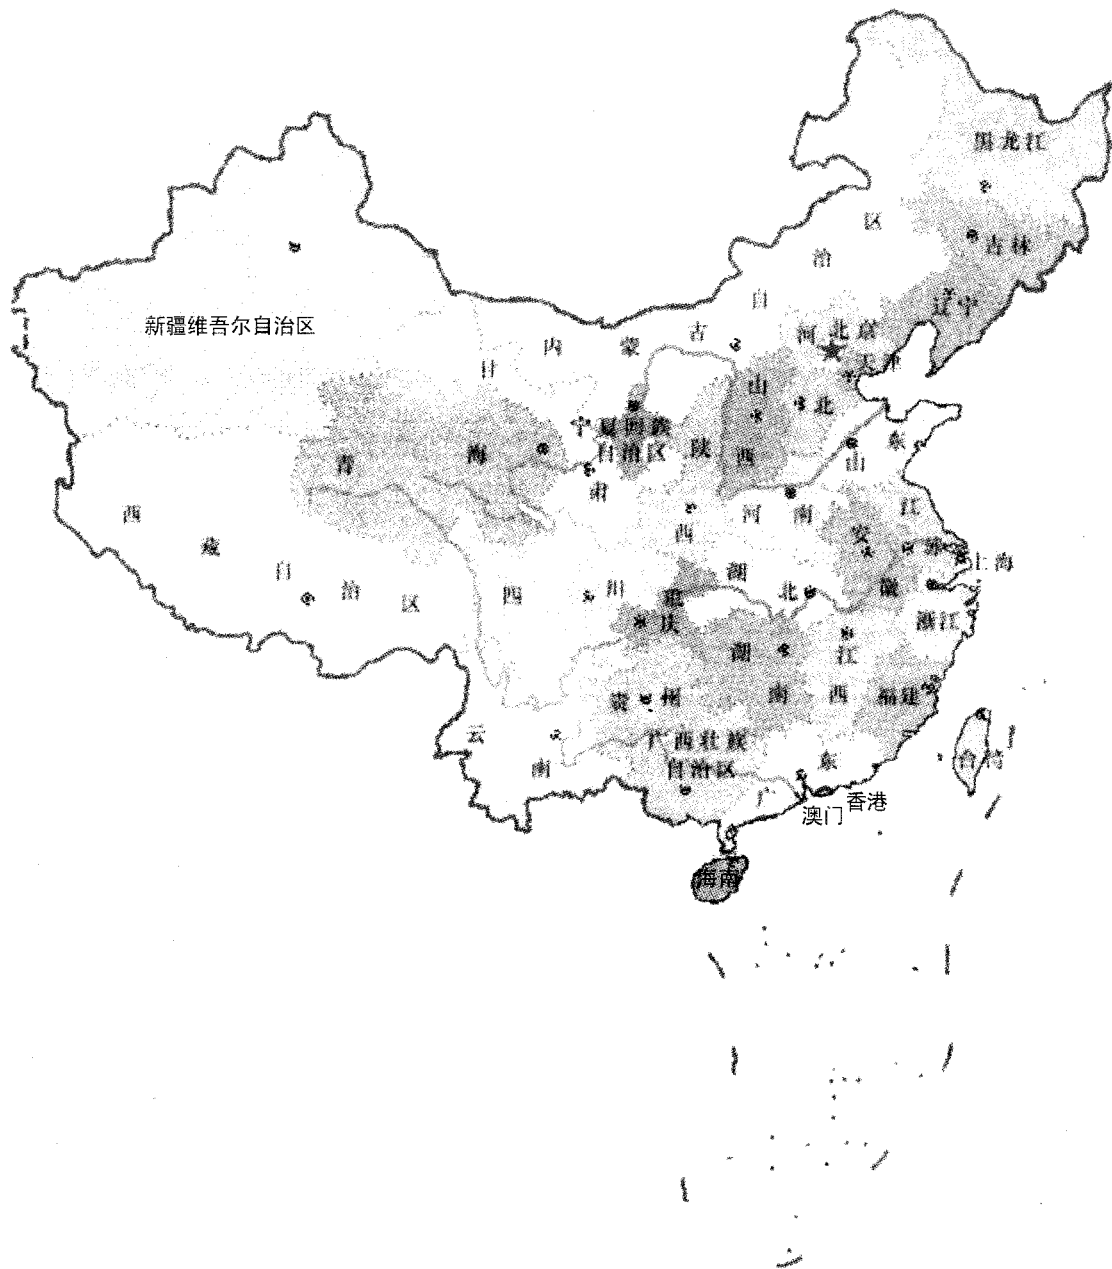 黑龙江
吉林
辽宁
内蒙古自治区
新疆维吾尔自治区
北京
天津
河北
山西
甘肃
宁夏回族
自治区
青海
陕西
山东
河南
江苏
安徽
上海
西藏自治区
四川
重庆
湖北
浙江
湖南
江西
福建
贵州
云南
广西壮族
自治区
广东
台湾
香港
澳门
海南